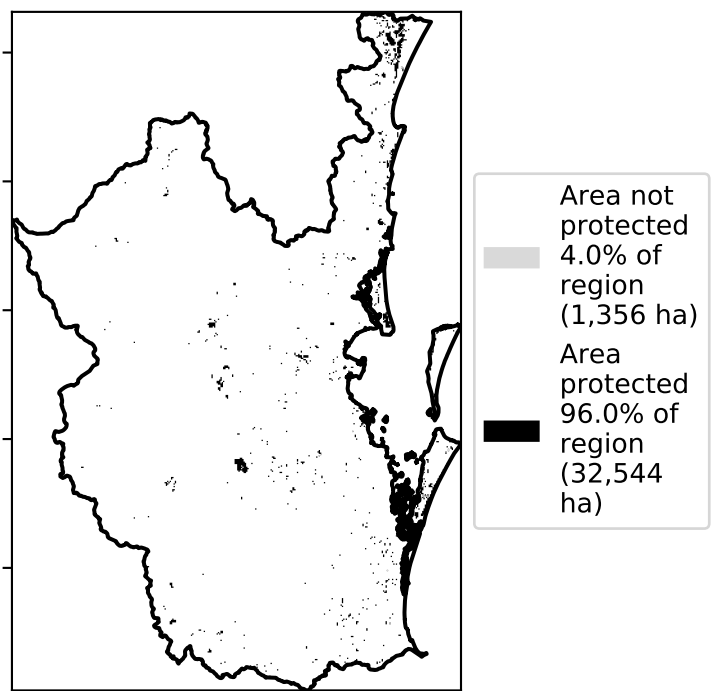 Area not
protected
4.0% of
region
(1,356 ha)
Area
protected
96.0% of
region
(32,544
ha)